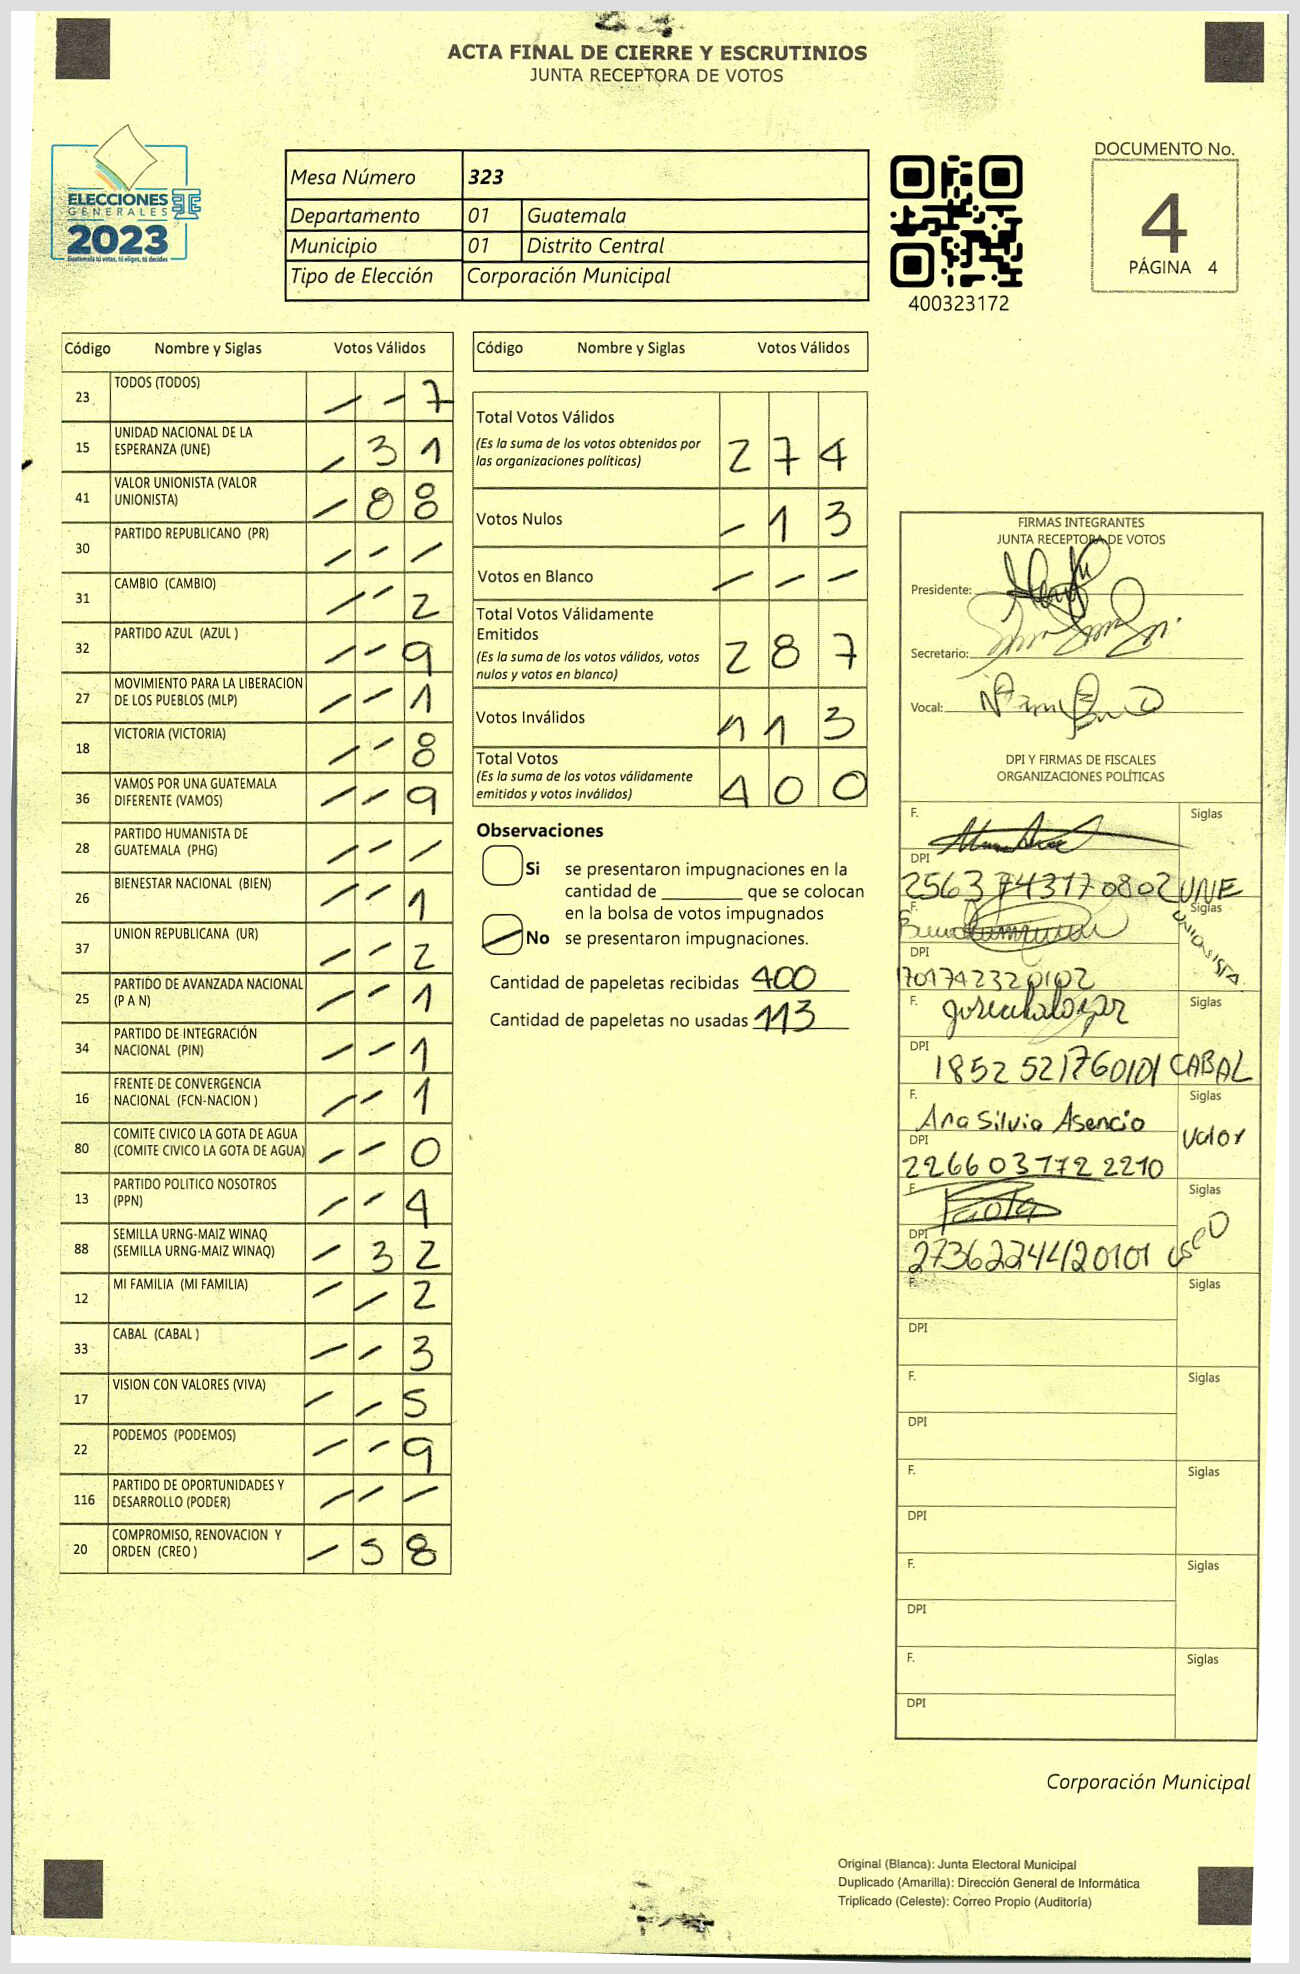 ACTA FINAL DE CIERRE Y ESCRUTINIOS
JUNTA RECEPTORA DE VOTOS
ELECCIONES
GENERALES
2023
Guatemala tú votas, tú eliges, tú decides
Mesa Número 323
Departamento 01 Guatemala
Municipio 01 Distrito Central
Tipo de Elección Corporación Municipal
400323172
DOCUMENTO No.
4
PÁGINA 4
Código Nombre y Siglas Votos Válidos
23 TODOS (TODOS) - - 7
15 UNIDAD NACIONAL DE LA ESPERANZA (UNE) - 3 1
41 VALOR UNIONISTA (VALOR UNIONISTA) - 8 8
30 PARTIDO REPUBLICANO (PR) - - -
31 CAMBIO (CAMBIO) - - 2
32 PARTIDO AZUL (AZUL ) - - 9
27 MOVIMIENTO PARA LA LIBERACION DE LOS PUEBLOS (MLP) - - 1
18 VICTORIA (VICTORIA) - - 8
36 VAMOS POR UNA GUATEMALA DIFERENTE (VAMOS) - - 9
28 PARTIDO HUMANISTA DE GUATEMALA (PHG) - - -
26 BIENESTAR NACIONAL (BIEN) - - 1
37 UNION REPUBLICANA (UR) - - 2
25 PARTIDO DE AVANZADA NACIONAL (P A N) - - 1
34 PARTIDO DE INTEGRACIÓN NACIONAL (PIN) - - 1
16 FRENTE DE CONVERGENCIA NACIONAL (FCN-NACION ) - - 1
80 COMITE CIVICO LA GOTA DE AGUA (COMITE CIVICO LA GOTA DE AGUA) - - 0
13 PARTIDO POLITICO NOSOTROS (PPN) - - 4
88 SEMILLA URNG-MAIZ WINAQ (SEMILLA URNG-MAIZ WINAQ) - 3 2
12 MI FAMILIA (MI FAMILIA) - - 2
33 CABAL (CABAL ) - - 3
17 VISION CON VALORES (VIVA) - - 5
22 PODEMOS (PODEMOS) - - 9
116 PARTIDO DE OPORTUNIDADES Y DESARROLLO (PODER) - - -
20 COMPROMISO, RENOVACION Y ORDEN (CREO ) - 5 8
Código Nombre y Siglas Votos Válidos
Total Votos Válidos 2 7 4
(Es la suma de los votos obtenidos por
las organizaciones políticas)
Votos Nulos - 1 3
Votos en Blanco - - -
Total Votos Válidamente
Emitidos 2 8 7
(Es la suma de los votos válidos, votos
nulos y votos en blanco)
Votos Inválidos 1 1 3
Total Votos 4 0 0
(Es la suma de los votos válidamente
emitidos y votos inválidos)
Observaciones
Si se presentaron impugnaciones en la
cantidad de ________ que se colocan
en la bolsa de votos impugnados
No se presentaron impugnaciones.
Cantidad de papeletas recibidas 400
Cantidad de papeletas no usadas 113
FIRMAS INTEGRANTES
JUNTA RECEPTORA DE VOTOS
Presidente:
Secretario:
Vocal:
DPI Y FIRMAS DE FISCALES
ORGANIZACIONES POLÍTICAS
F. Siglas
DPI
2563 74317 0802 UNE
F. Siglas
UNIONISTA
DPI
170174232 0102
F. Siglas
DPI
1852 52176 0101 CABAL
F. Siglas
Ana Silvia Asencio
Valor
DPI
2266 03172 2210
F. Siglas
DPI
2736224420101
F. Siglas
DPI
F. Siglas
DPI
F. Siglas
DPI
F. Siglas
DPI
F. Siglas
DPI
Corporación Municipal
Original (Blanca): Junta Electoral Municipal
Duplicado (Amarilla): Dirección General de Informática
Triplicado (Celeste): Correo Propio (Auditoría)